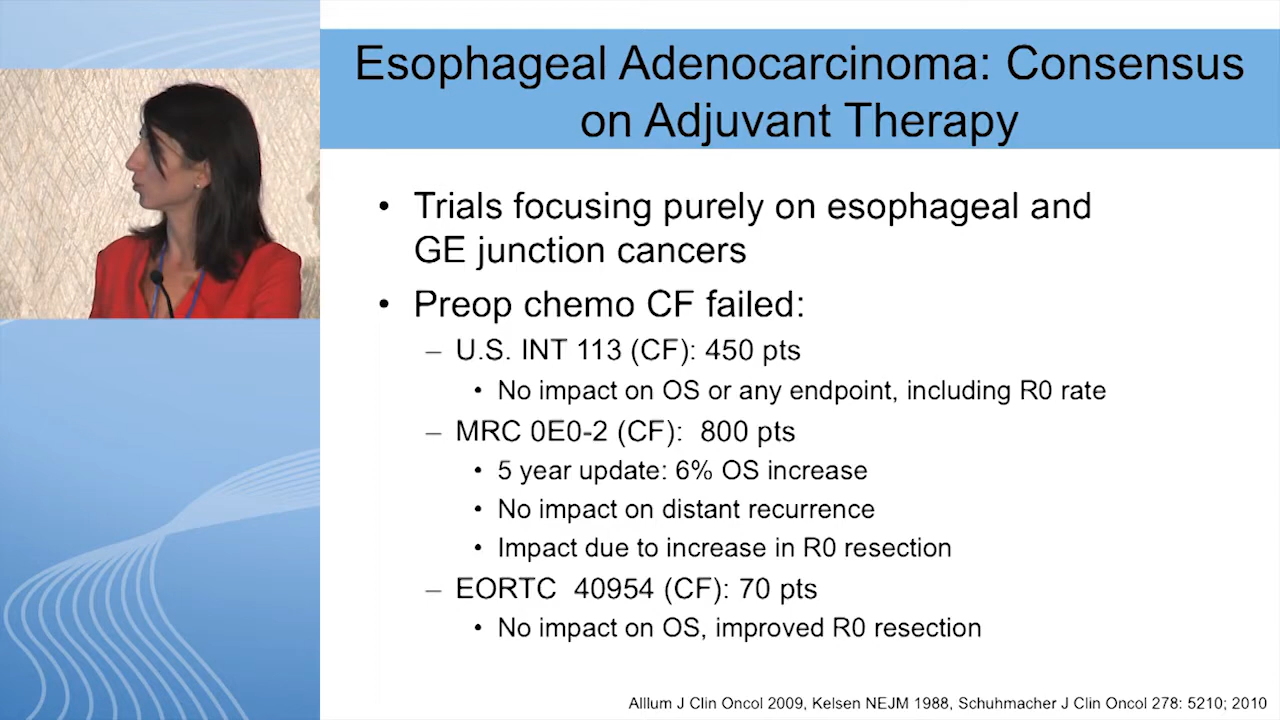 Esophageal Adenocarcinoma: Consensus
on Adjuvant Therapy
• Trials focusing purely on esophageal and
GE junction cancers
• Preop chemo CF failed:
– U.S. INT 113 (CF): 450 pts
• No impact on OS or any endpoint, including R0 rate
– MRC 0E0-2 (CF): 800 pts
• 5 year update: 6% OS increase
• No impact on distant recurrence
• Impact due to increase in R0 resection
– EORTC 40954 (CF): 70 pts
• No impact on OS, improved R0 resection
Alllum J Clin Oncol 2009, Kelsen NEJM 1988, Schuhmacher J Clin Oncol 278: 5210; 2010